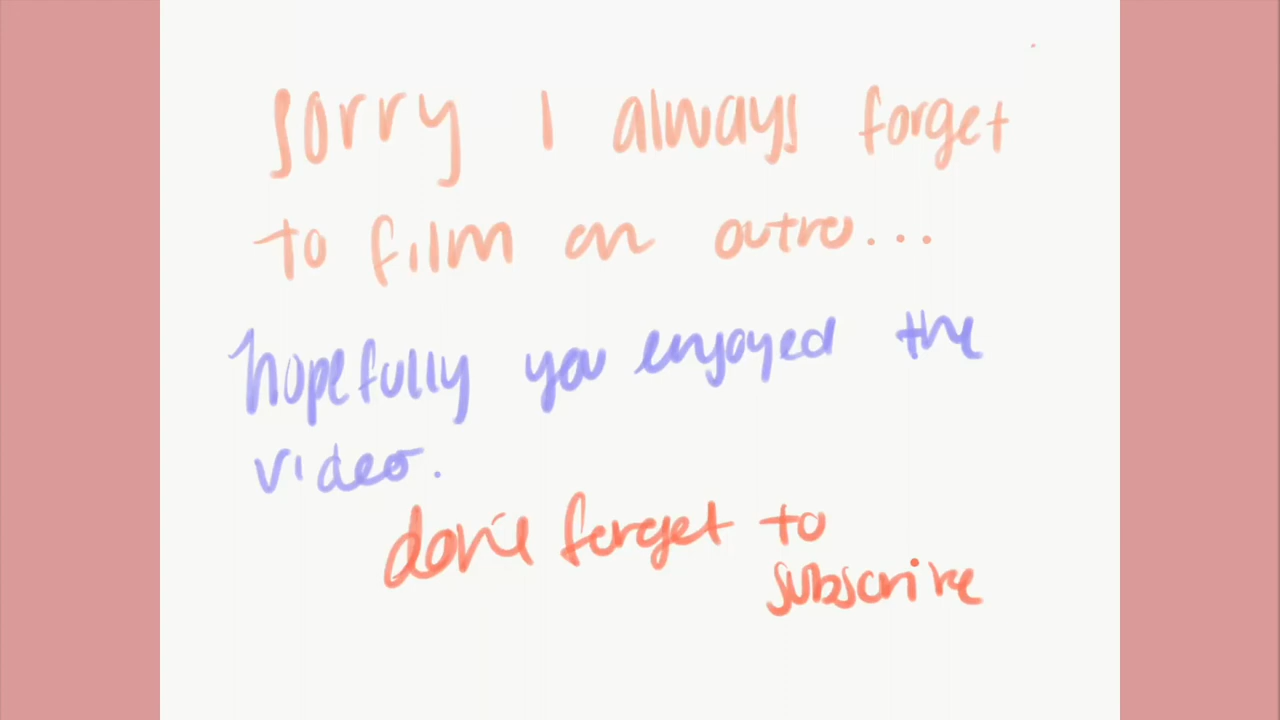 sorry I always forget
to film an outro...
hopefully you enjoyed the
video.
don't forget to
subscribe